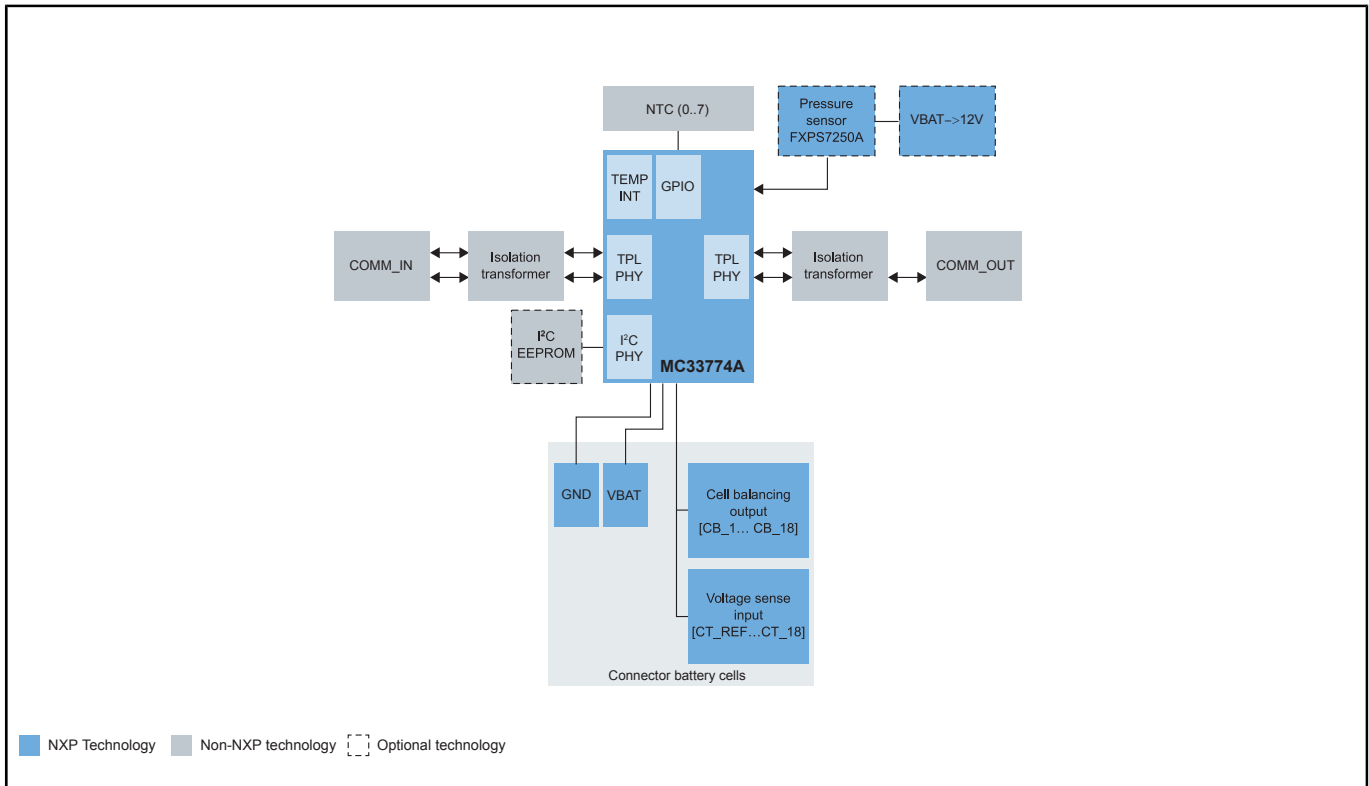 NTC (0..7)
Pressure
sensor
FXPS7250A
VBAT−>12V
TEMP
INT
GPIO
COMM_IN
Isolation
transformer
TPL
PHY
TPL
PHY
Isolation
transformer
COMM_OUT
I²C
EEPROM
I²C
PHY
MC33774A
GND
VBAT
Cell balancing
output
[CB_1… CB_18]
Voltage sense
input
[CT_REF…CT_18]
Connector battery cells
NXP Technology
Non-NXP technology
Optional technology